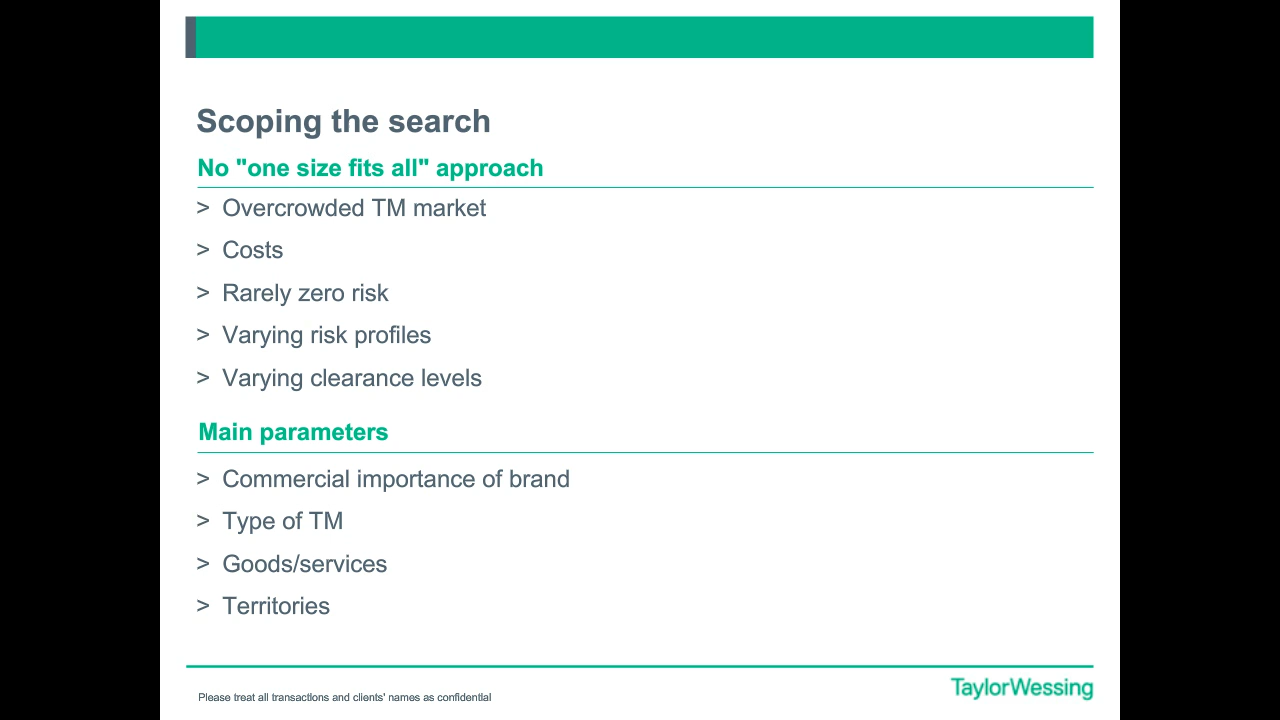 Scoping the search
No "one size fits all" approach
> Overcrowded TM market
> Costs
> Rarely zero risk
> Varying risk profiles
> Varying clearance levels
Main parameters
> Commercial importance of brand
> Type of TM
> Goods/services
> Territories
Please treat all transactions and clients' names as confidential
TaylorWessing